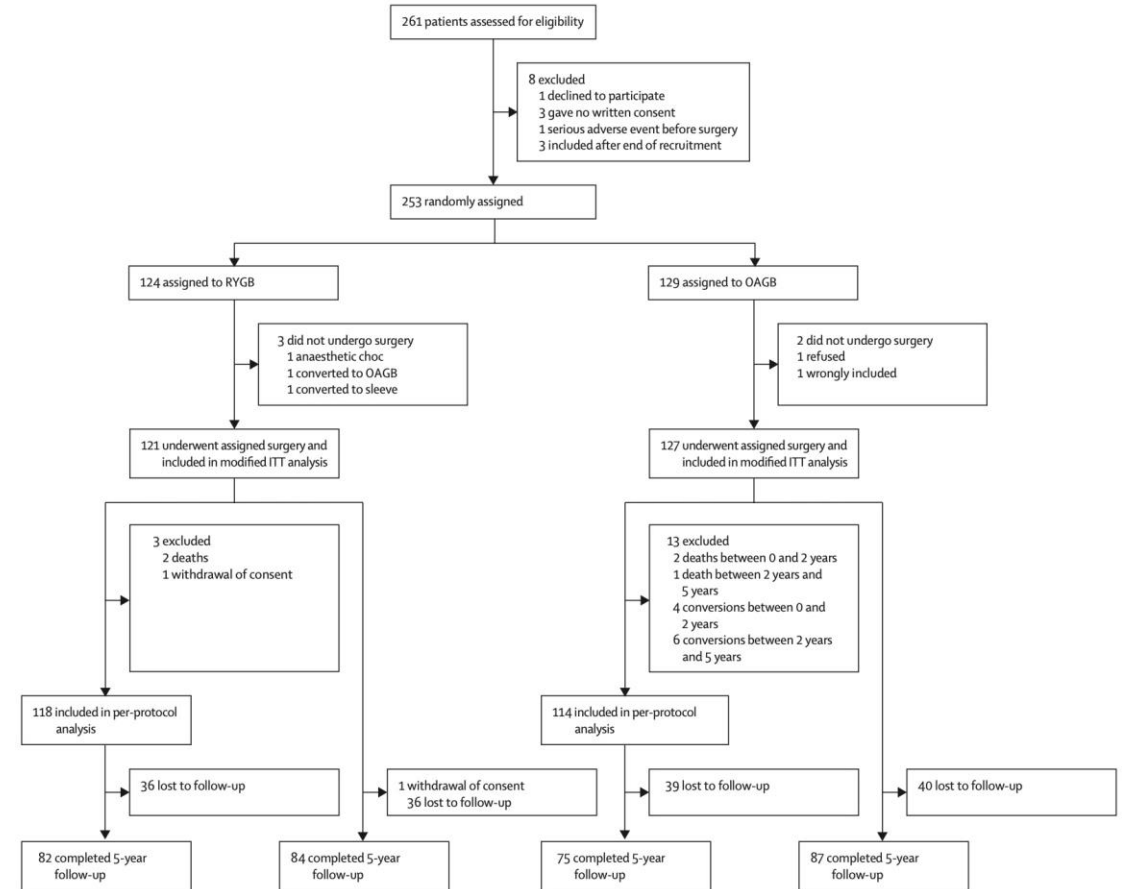 261 patients assessed for eligibility
8 excluded
1 declined to participate
3 gave no written consent
1 serious adverse event before surgery
3 included after end of recruitment
253 randomly assigned
124 assigned to RYGB
129 assigned to OAGB
3 did not undergo surgery
1 anaesthetic choc
1 converted to OAGB
1 converted to sleeve
2 did not undergo surgery
1 refused
1 wrongly included
121 underwent assigned surgery and
included in modified ITT analysis
127 underwent assigned surgery and
included in modified ITT analysis
3 excluded
2 deaths
1 withdrawal of consent
13 excluded
2 deaths between 0 and 2 years
1 death between 2 years and
5 years
4 conversions between 0 and
2 years
6 conversions between 2 years
and 5 years
118 included in per-protocol
analysis
114 included in per-protocol
analysis
36 lost to follow-up
1 withdrawal of consent
36 lost to follow-up
39 lost to follow-up
40 lost to follow-up
82 completed 5-year
follow-up
84 completed 5-year
follow-up
75 completed 5-year
follow-up
87 completed 5-year
follow-up